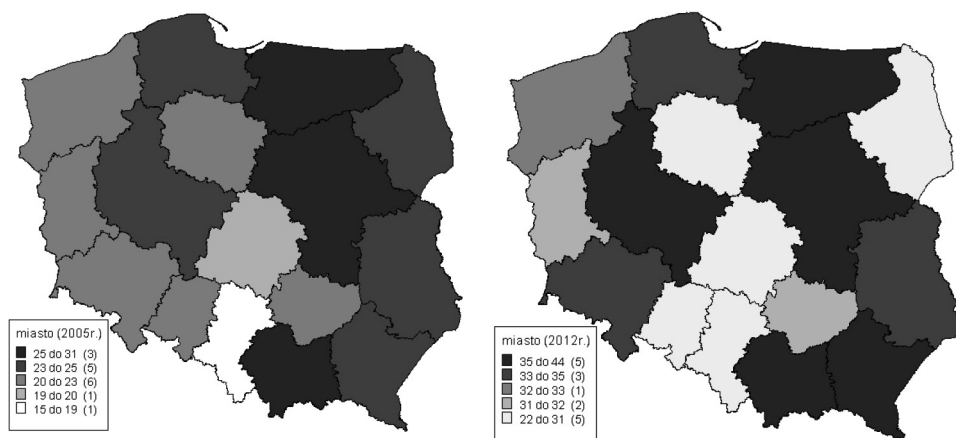 miasto (2005r.)
25 do 31 (3)
23 do 25 (5)
20 do 23 (6)
19 do 20 (1)
15 do 19 (1)
miasto (2012r.)
35 do 44 (5)
33 do 35 (3)
32 do 33 (1)
31 do 32 (2)
22 do 31 (5)